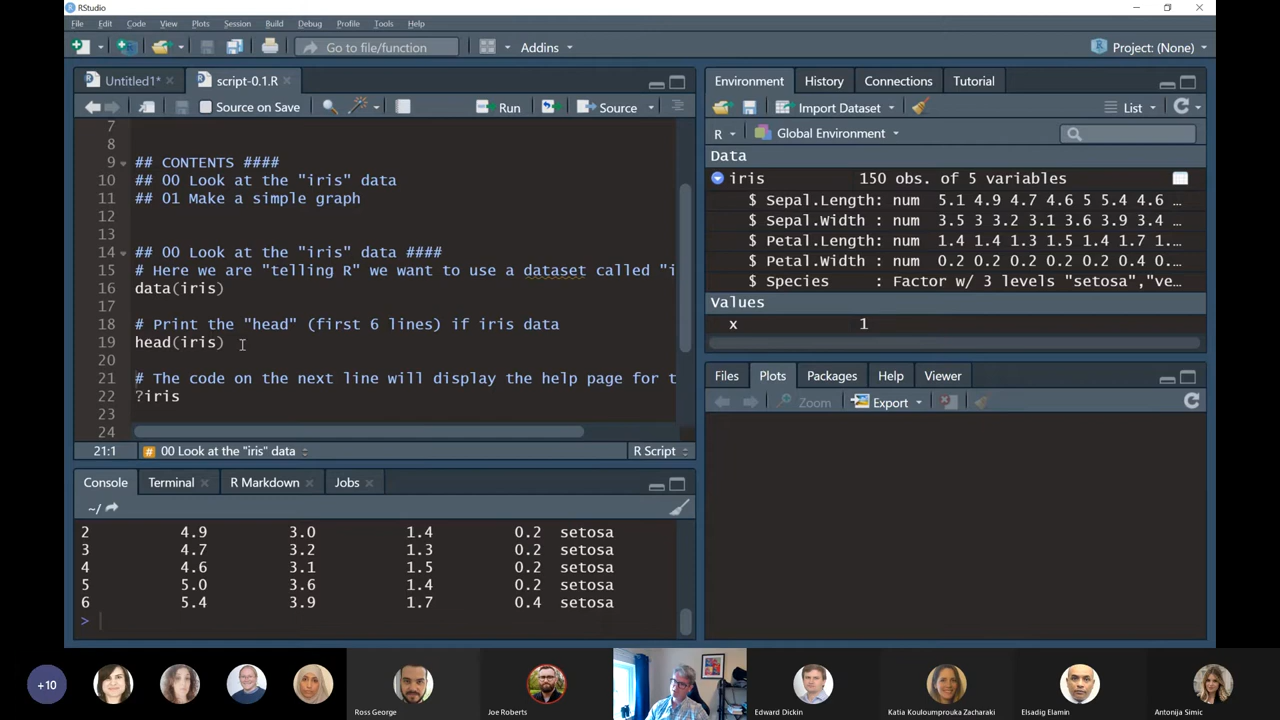 RStudio
File Edit Code View Plots Session Build Debug Profile Tools Help
Go to file/function Addins Project: (None)
Untitled1* script-0.1.R
Source on Save Run Source
7
8
9 ## CONTENTS ####
10 ## 00 Look at the "iris" data
11 ## 01 Make a simple graph
12
13
14 ## 00 Look at the "iris" data ####
15 # Here we are "telling R" we want to use a dataset called "i
16 data(iris)
17
18 # Print the "head" (first 6 lines) if iris data
19 head(iris)
20
21 # The code on the next line will display the help page for t
22 ?iris
23
24
21:1 # 00 Look at the "iris" data R Script
Console Terminal R Markdown Jobs
~/
2 4.9 3.0 1.4 0.2 setosa
3 4.7 3.2 1.3 0.2 setosa
4 4.6 3.1 1.5 0.2 setosa
5 5.0 3.6 1.4 0.2 setosa
6 5.4 3.9 1.7 0.4 setosa
>
Environment History Connections Tutorial
Import Dataset List
R Global Environment
Data
iris 150 obs. of 5 variables
$ Sepal.Length: num 5.1 4.9 4.7 4.6 5 5.4 4.6 …
$ Sepal.Width : num 3.5 3 3.2 3.1 3.6 3.9 3.4 …
$ Petal.Length: num 1.4 1.4 1.3 1.5 1.4 1.7 1.…
$ Petal.Width : num 0.2 0.2 0.2 0.2 0.2 0.4 0.…
$ Species : Factor w/ 3 levels "setosa","ve…
Values
x 1
Files Plots Packages Help Viewer
Zoom Export
+10
Ross George
Joe Roberts
Edward Dickin
Katia Kouloumprouka Zacharaki
Elsadig Elamin
Antonija Simic